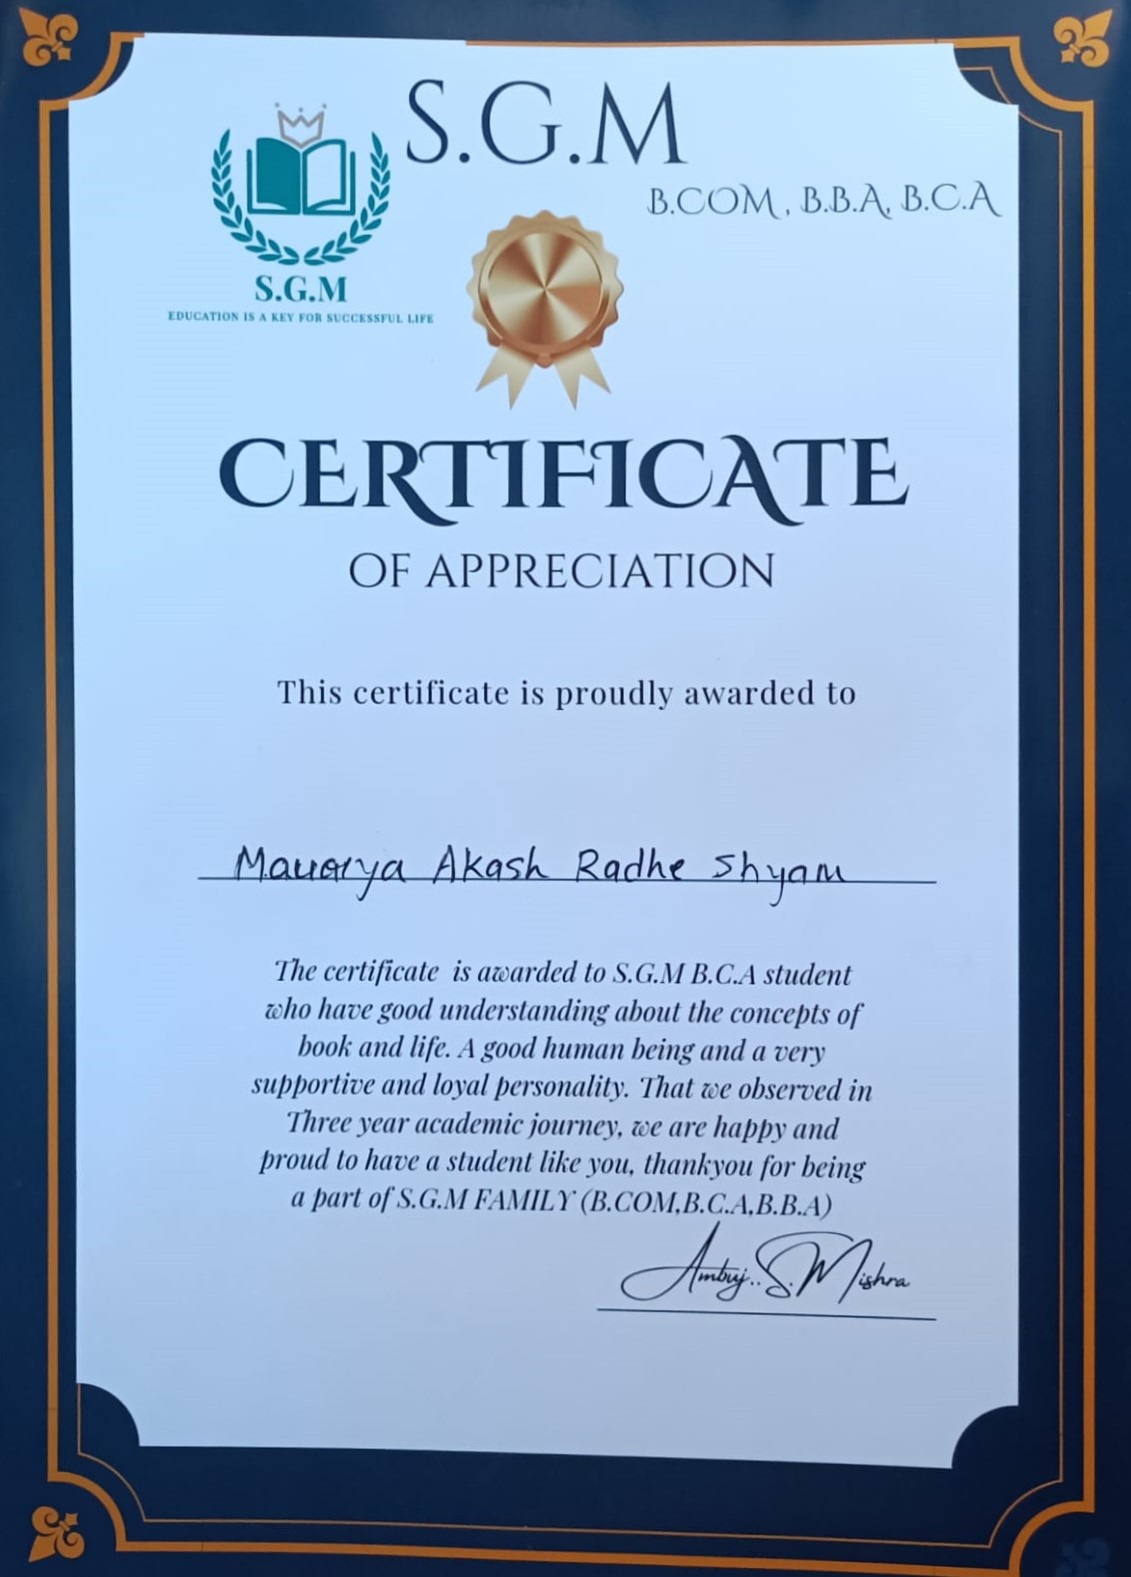 S.G.M
B.COM, B.B.A, B.C.A
S.G.M
EDUCATION IS A KEY FOR SUCCESSFUL LIFE
CERTIFICATE
OF APPRECIATION
This certificate is proudly awarded to
Mauarya Akash Radhe Shyam
The certificate is awarded to S.G.M B.C.A student
who have good understanding about the concepts of
book and life. A good human being and a very
supportive and loyal personality. That we observed in
Three year academic journey, we are happy and
proud to have a student like you, thankyou for being
a part of S.G.M FAMILY (B.COM,B.C.A,B.B.A)
Ambuj..S.Mishra